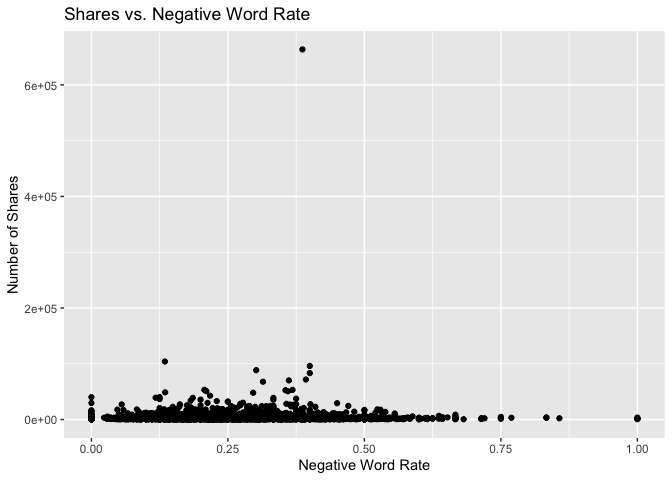 Shares vs. Negative Word Rate
6e+05
4e+05
2e+05
0e+00
Number of Shares
0.00 0.25 0.50 0.75 1.00
Negative Word Rate